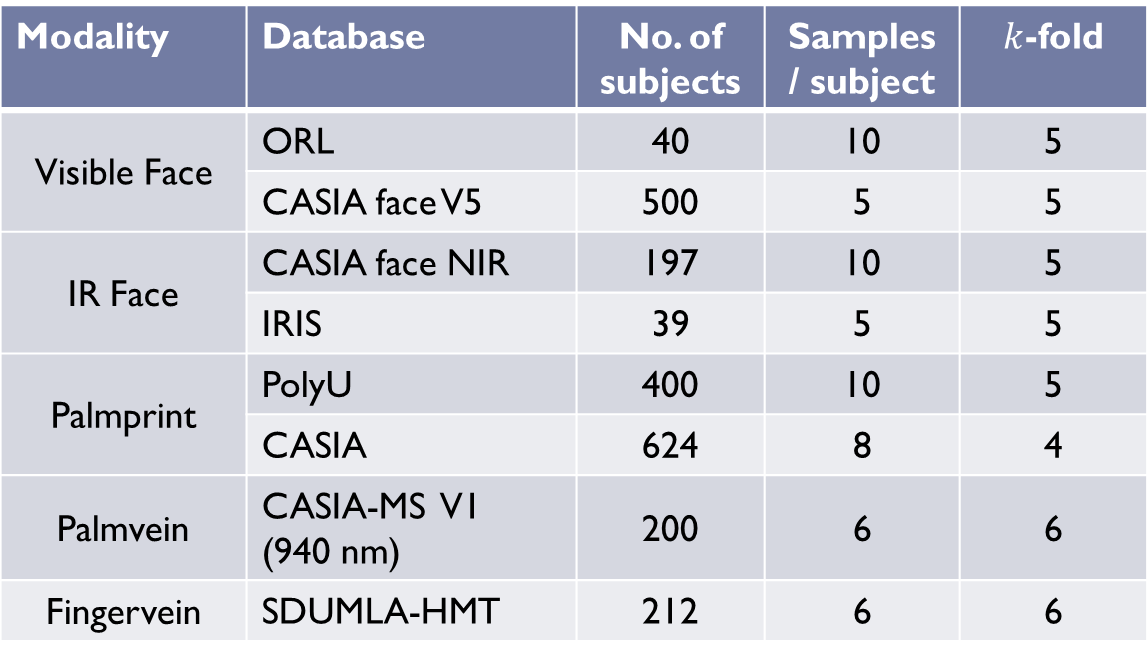 Modality Database No. of subjects Samples / subject k-fold
Visible Face ORL 40 10 5
CASIA face V5 500 5 5
IR Face CASIA face NIR 197 10 5
IRIS 39 5 5
Palmprint PolyU 400 10 5
CASIA 624 8 4
Palmvein CASIA-MS V1 (940 nm) 200 6 6
Fingervein SDUMLA-HMT 212 6 6